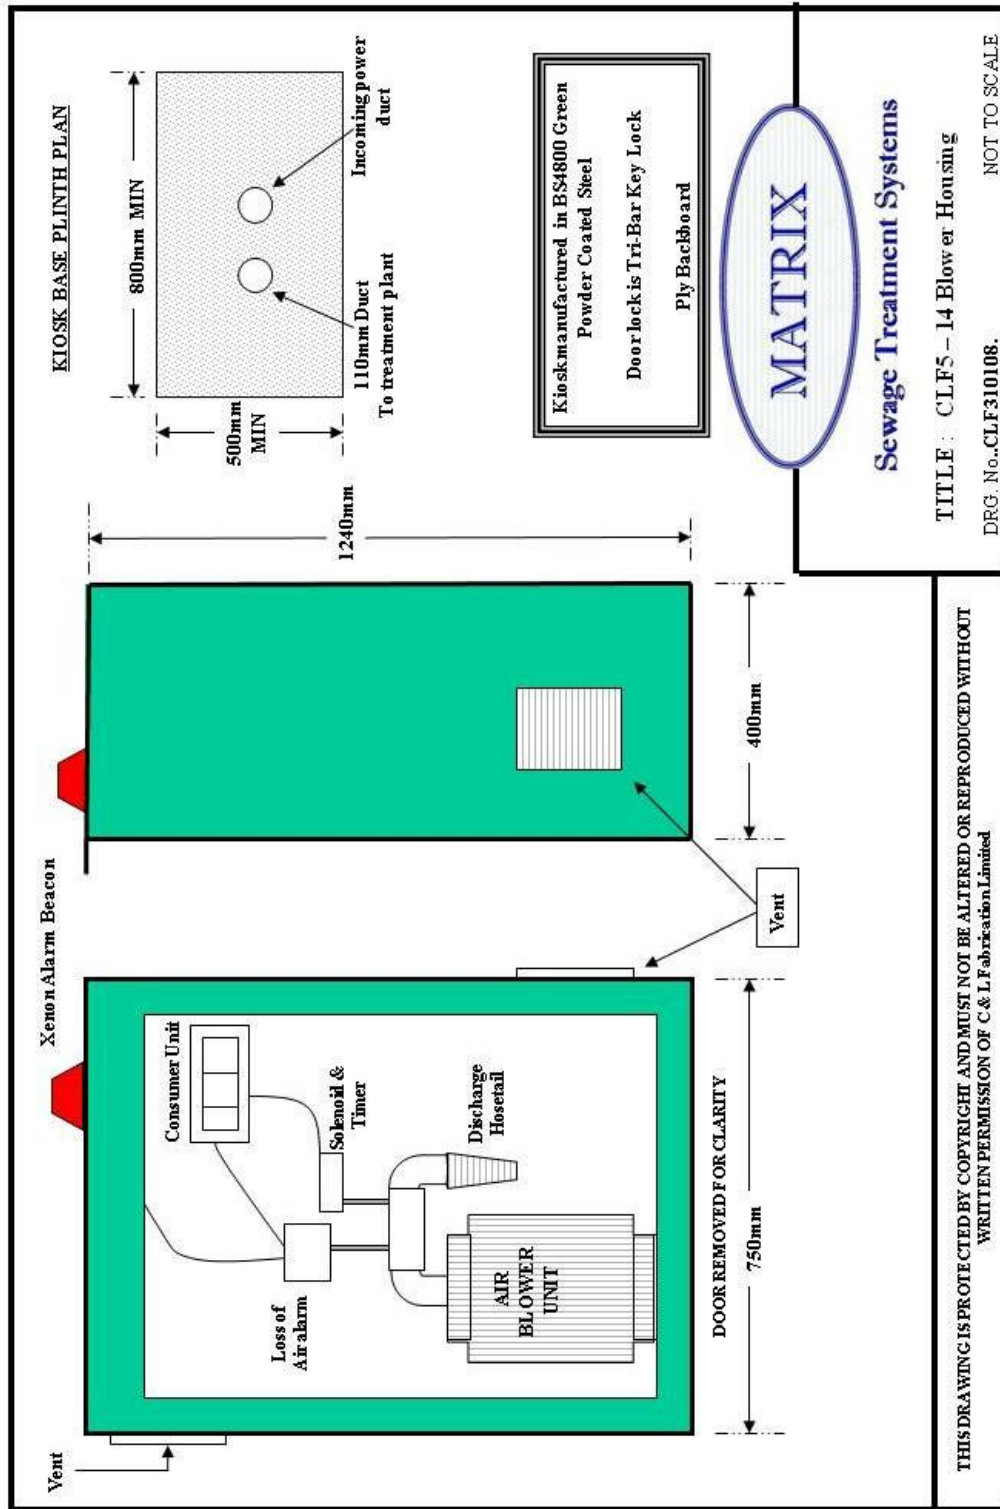 Xenon Alarm Beacon
Vent
Consumer Unit
Loss of
Air alarm
Solenoid &
Timer
Discharge
Hosetail
AIR
BLOWER
UNIT
Vent
DOOR REMOVED FOR CLARITY
750mm
400mm
1240mm
KIOSK BASE PLINTH PLAN
800mm MIN
500mm
MIN
110mm Duct
To treatment plant
Incoming power
duct
Kiosk manufactured in BS4800 Green
Powder Coated Steel
Door lock is Tri-Bar Key Lock
Ply Backboard
MATRIX
Sewage Treatment Systems
TITLE : CLF5 – 14 Blower Housing
DRG. No..CLF310108.
NOT TO SCALE
THIS DRAWING IS PROTECTED BY COPYRIGHT AND MUST NOT BE ALTERED OR REPRODUCED WITHOUT
WRITTEN PERMISSION OF C & L Fabrication Limited